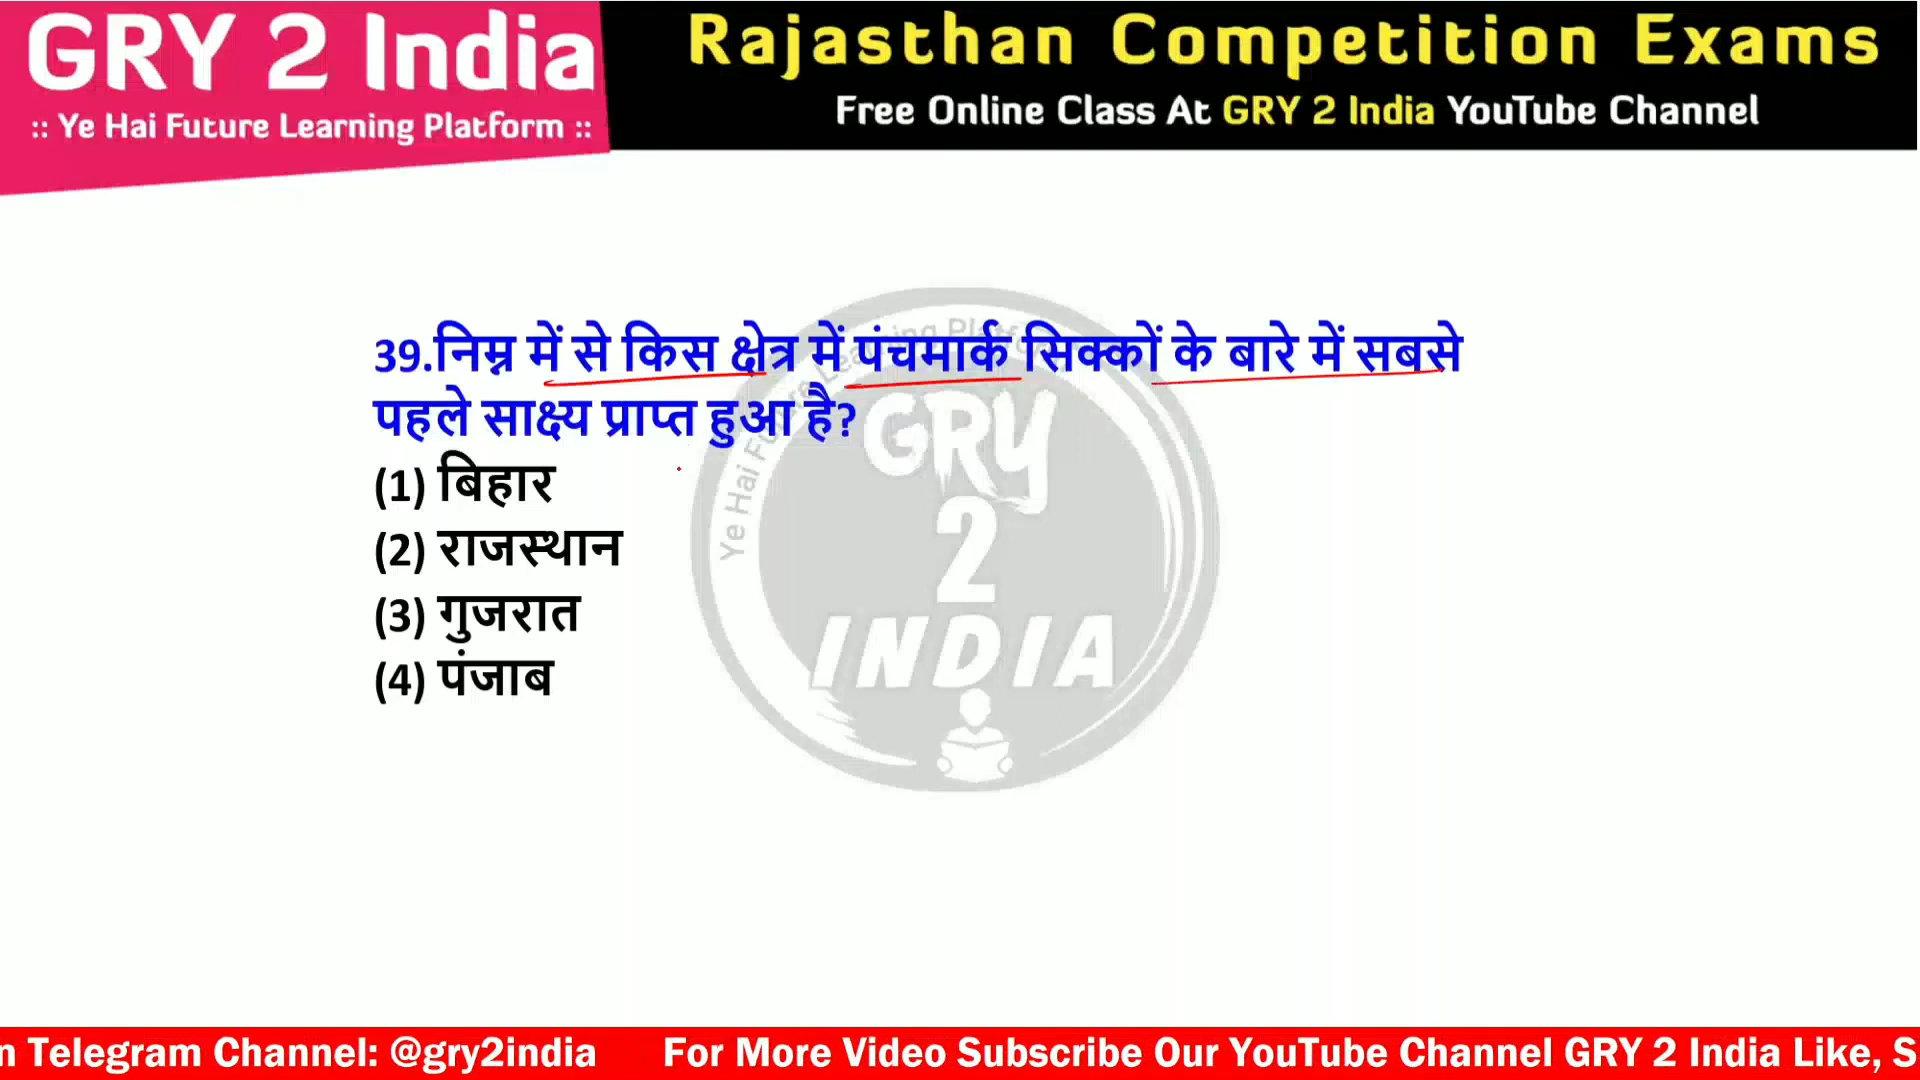 GRY 2 India
:: Ye Hai Future Learning Platform ::
Rajasthan Competition Exams
Free Online Class At GRY 2 India YouTube Channel
39.निम्न में से किस क्षेत्र में पंचमार्क सिक्कों के बारे में सबसे
पहले साक्ष्य प्राप्त हुआ है?
(1) बिहार
(2) राजस्थान
(3) गुजरात
(4) पंजाब
Ye Hai Future Learning Platform
GRY
2
INDIA
n Telegram Channel: @gry2india For More Video Subscribe Our YouTube Channel GRY 2 India Like, S